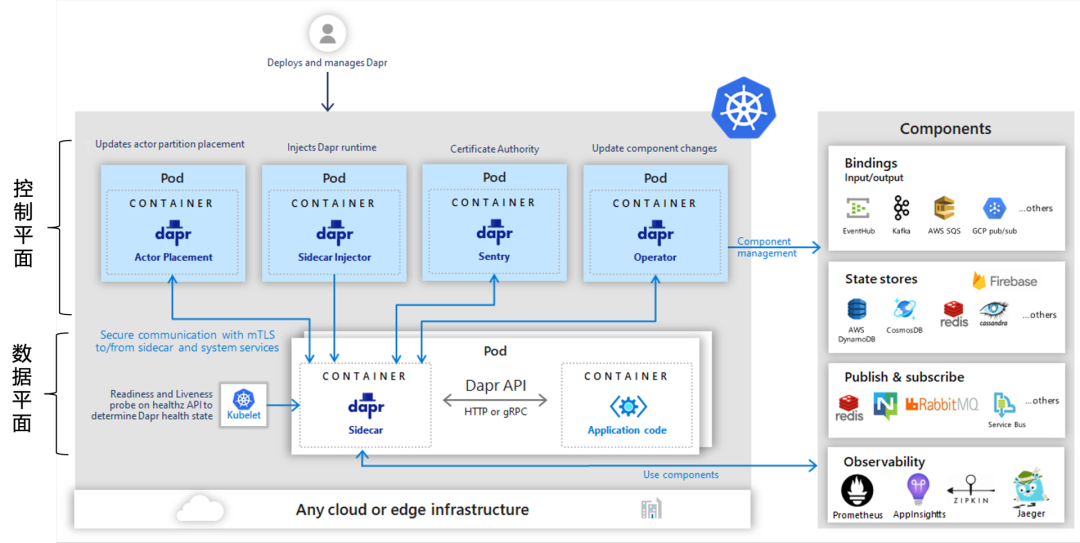 Deploys and manages Dapr
控制平面
Updates actor partition placement
Injects Dapr runtime
Certificate Authority
Update component changes
Pod
CONTAINER
dapr
Actor Placement
Pod
CONTAINER
dapr
Sidecar Injector
Pod
CONTAINER
dapr
Sentry
Pod
CONTAINER
dapr
Operator
Component
management
数据平面
Secure communication with mTLS
to/from sidecar and system services
Readiness and Liveness
probe on healthz API to
determine Dapr health state
Kubelet
Pod
CONTAINER
dapr
Sidecar
Dapr API
HTTP or gRPC
CONTAINER
Application code
Use components
Any cloud or edge infrastructure
Components
Bindings
Input/output
EventHub
Kafka
AWS SQS
GCP pub/sub
...others
State stores
Firebase
AWS
DynamoDB
CosmosDB
redis
cassandra
...others
Publish & subscribe
redis
N
RabbitMQ
Service Bus
...others
Observability
Prometheus
AppInsightts
ZIPKIN
Jaeger